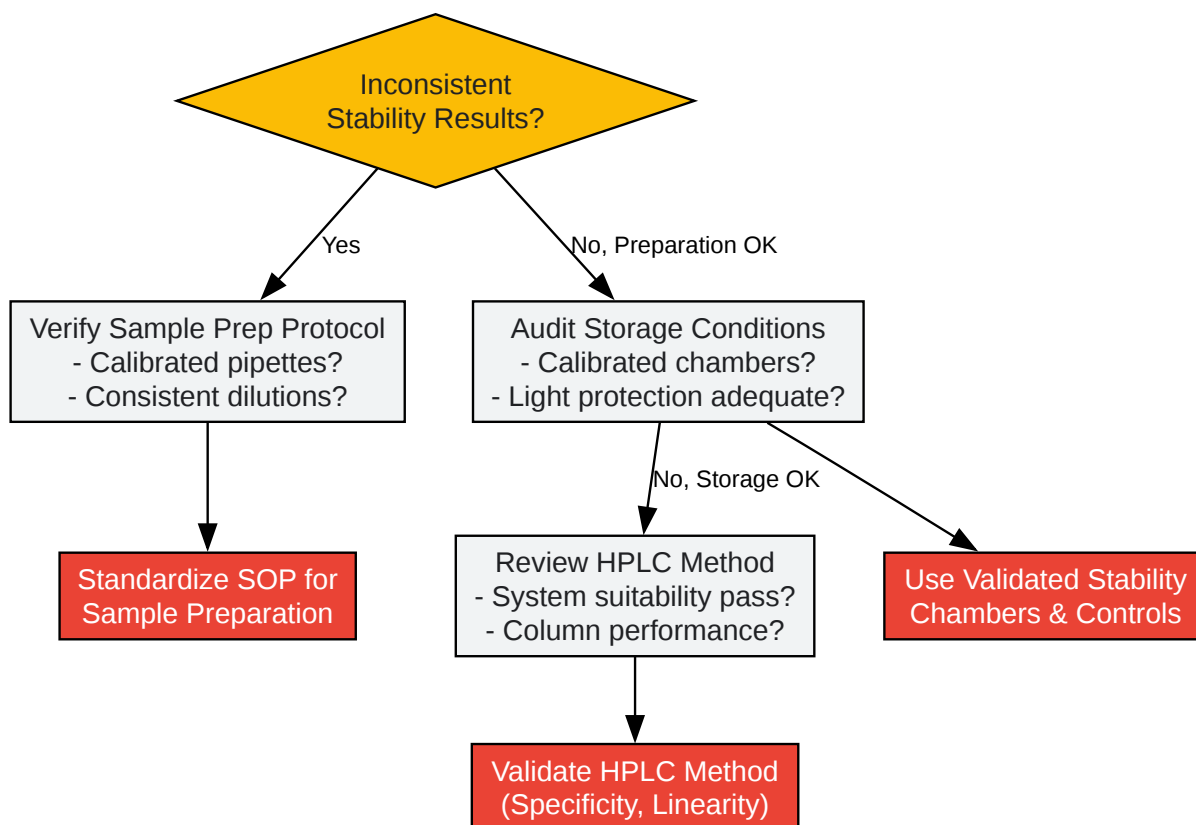 Inconsistent
Stability Results?
Yes
No, Preparation OK
Verify Sample Prep Protocol
- Calibrated pipettes?
- Consistent dilutions?
Audit Storage Conditions
- Calibrated chambers?
- Light protection adequate?
No, Storage OK
Standardize SOP for
Sample Preparation
Review HPLC Method
- System suitability pass?
- Column performance?
Use Validated Stability
Chambers & Controls
Validate HPLC Method
(Specificity, Linearity)